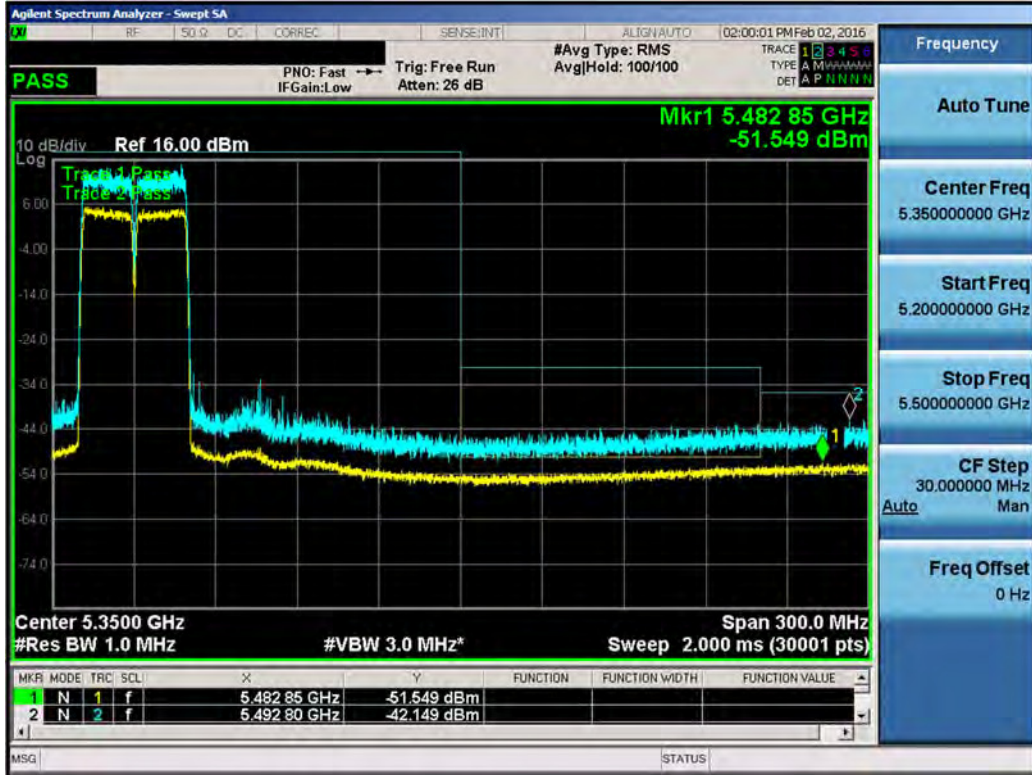 Agilent Spectrum Analyzer - Swept SA
RF 50 Ω DC CORREC SENSE:INT ALIGN AUTO 02:00:01 PM Feb 02, 2016
PASS
PNO: Fast
IFGain:Low
Trig: Free Run
Atten: 26 dB
#Avg Type: RMS
Avg|Hold: 100/100
TRACE 1 2 3 4 5 6
TYPE A M
DET A P N N N N
Mkr1 5.482 85 GHz
-51.549 dBm
10 dB/div Ref 16.00 dBm
Log
Trace 1 Pass
Trace 2 Pass
6.00
-4.00
-14.0
-24.0
-34.0
-44.0
-54.0
-64.0
-74.0
2
1
Center 5.3500 GHz Span 300.0 MHz
#Res BW 1.0 MHz #VBW 3.0 MHz* Sweep 2.000 ms (30001 pts)
MKR MODE TRC SCL X Y FUNCTION FUNCTION WIDTH FUNCTION VALUE
1 N 1 f 5.482 85 GHz -51.549 dBm
2 N 2 f 5.492 80 GHz -42.149 dBm
MSG STATUS
Frequency
Auto Tune
Center Freq
5.350000000 GHz
Start Freq
5.200000000 GHz
Stop Freq
5.500000000 GHz
CF Step
30.000000 MHz
Auto Man
Freq Offset
0 Hz